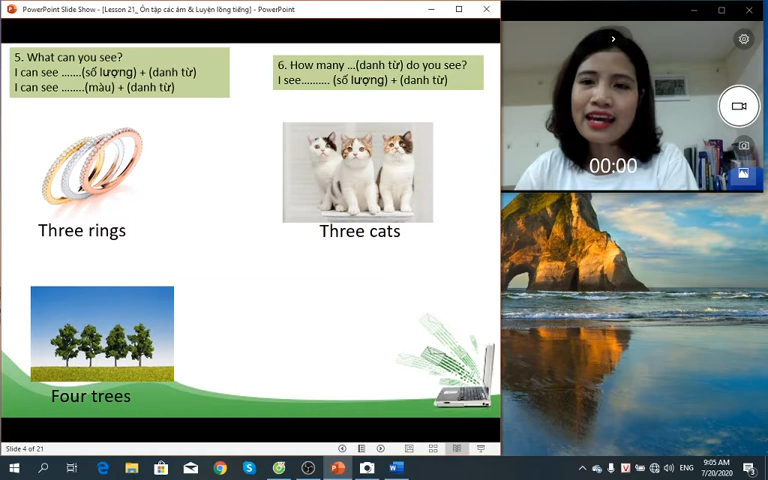 PowerPoint Slide Show - [Lesson 21_ Ôn tập các âm & Luyện lồng tiếng] - PowerPoint
5. What can you see?
I can see .......(số lượng) + (danh từ)
I can see ........(màu) + (danh từ)
6. How many ...(danh từ) do you see?
I see.......... (số lượng) + (danh từ)
Three rings
Three cats
Four trees
00:00
Slide 4 of 21
ENG
9:05 AM
7/20/2020